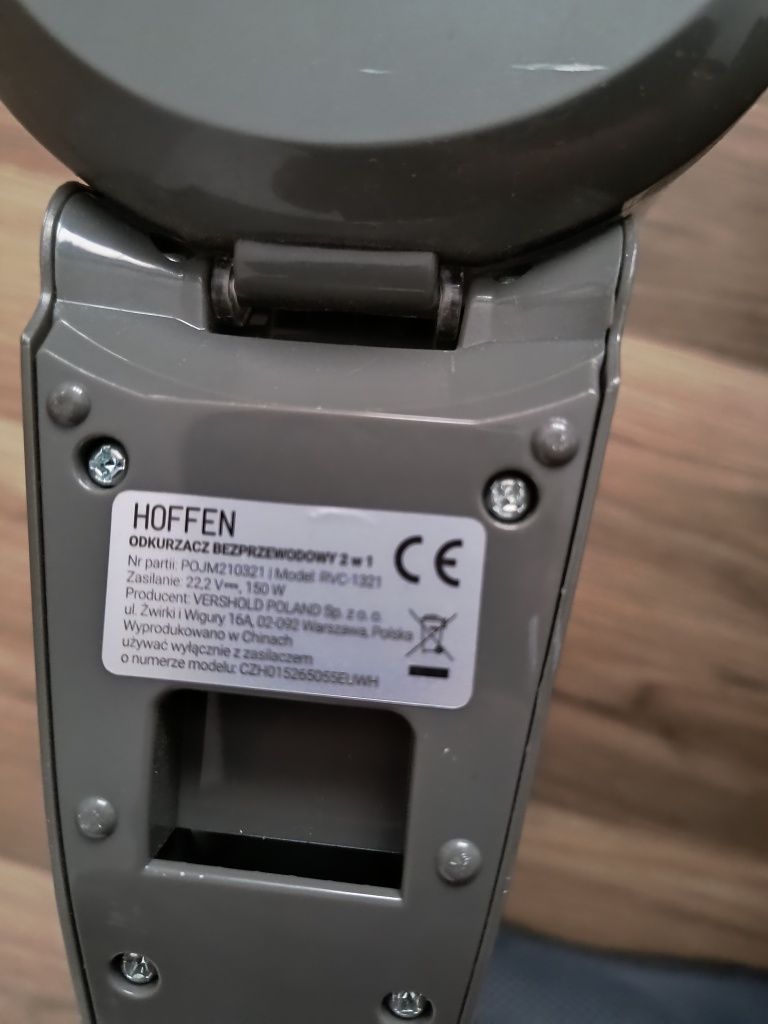 HOFFEN
ODKURZACZ BEZPRZEWODOWY 2 w 1
Nr partii: POJM210321 | Model: RVC-1321
Zasilanie: 22,2 V⎓, 150 W
Producent: VERSHOLD POLAND Sp. z o. o.
ul. Żwirki i Wigury 16A, 02-092 Warszawa, Polska
Wyprodukowano w Chinach
używać wyłącznie z zasilaczem
o numerze modelu: CZH015265055EUWH
CE